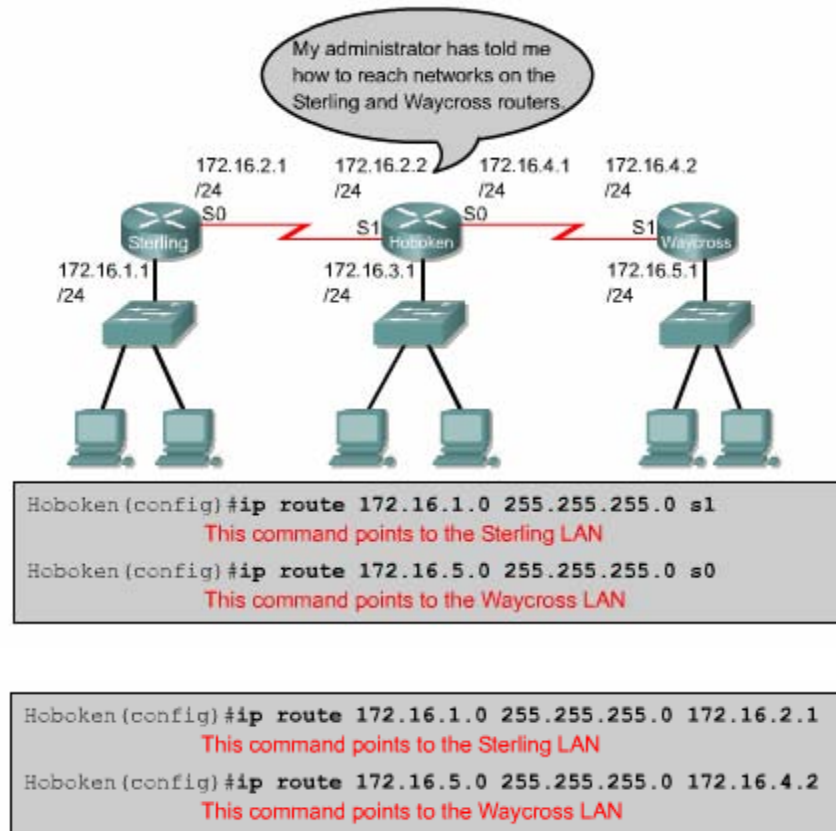 My administrator has told me
how to reach networks on the
Sterling and Waycross routers.
172.16.2.1
/24
172.16.2.2
/24
172.16.4.1
/24
172.16.4.2
/24
S0
S1
S0
S1
Sterling
Hoboken
Waycross
172.16.1.1
/24
172.16.3.1
/24
172.16.5.1
/24
Hoboken(config)#ip route 172.16.1.0 255.255.255.0 s1
This command points to the Sterling LAN
Hoboken(config)#ip route 172.16.5.0 255.255.255.0 s0
This command points to the Waycross LAN
Hoboken(config)#ip route 172.16.1.0 255.255.255.0 172.16.2.1
This command points to the Sterling LAN
Hoboken(config)#ip route 172.16.5.0 255.255.255.0 172.16.4.2
This command points to the Waycross LAN